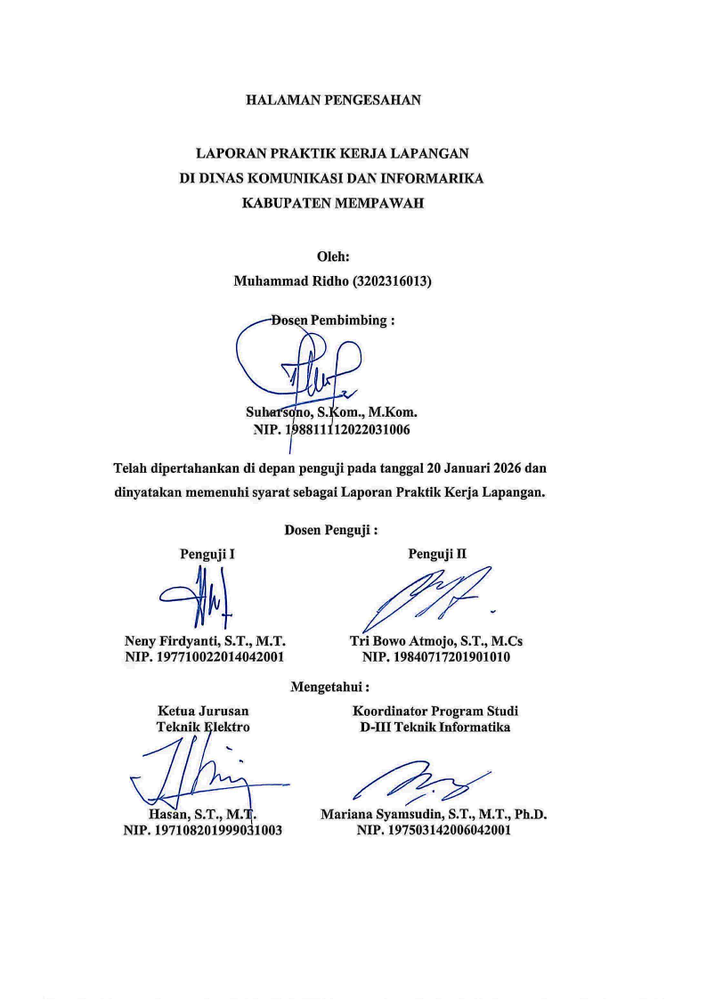 HALAMAN PENGESAHAN
LAPORAN PRAKTIK KERJA LAPANGAN
DI DINAS KOMUNIKASI DAN INFORMARIKA
KABUPATEN MEMPAWAH
Oleh:
Muhammad Ridho (3202316013)
Dosen Pembimbing :
Suharsono, S.Kom., M.Kom.
NIP. 198811112022031006
Telah dipertahankan di depan penguji pada tanggal 20 Januari 2026 dan
dinyatakan memenuhi syarat sebagai Laporan Praktik Kerja Lapangan.
Dosen Penguji :
Penguji I Penguji II
Neny Firdyanti, S.T., M.T. Tri Bowo Atmojo, S.T., M.Cs
NIP. 197710022014042001 NIP. 19840717201901010
Mengetahui :
Ketua Jurusan Koordinator Program Studi
Teknik Elektro D-III Teknik Informatika
Hasan, S.T., M.T. Mariana Syamsudin, S.T., M.T., Ph.D.
NIP. 197108201999031003 NIP. 197503142006042001